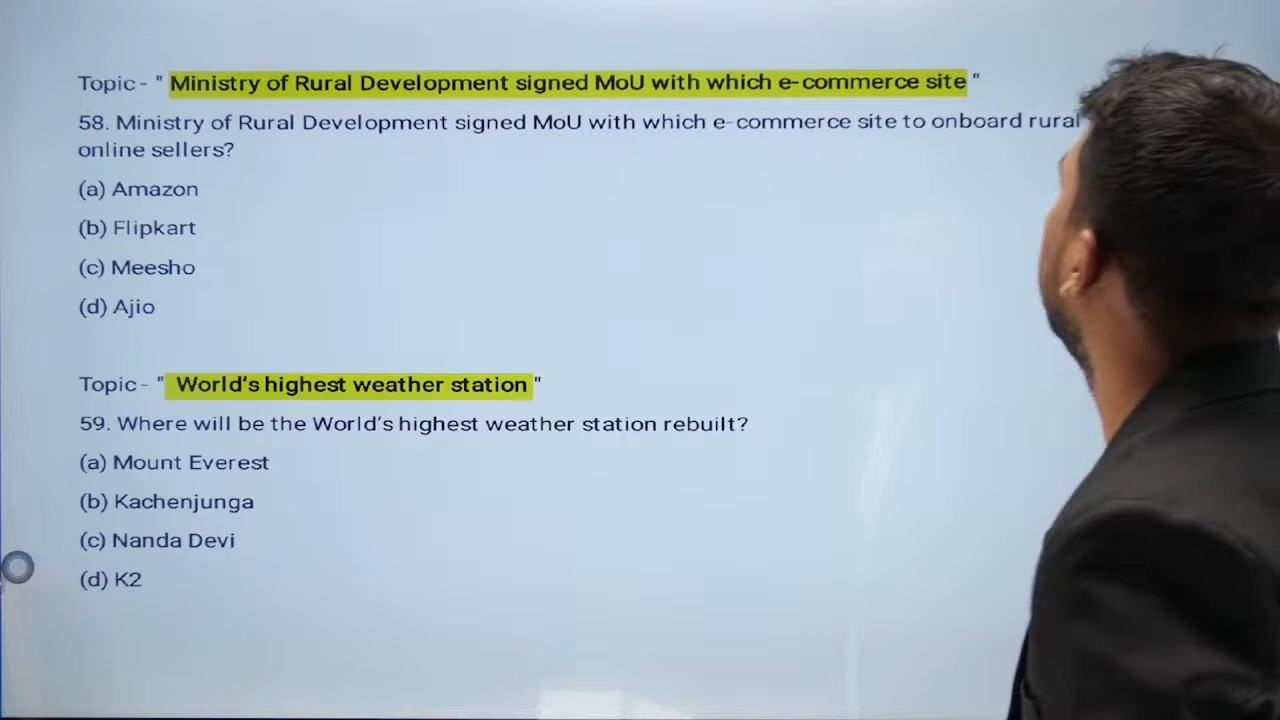 Topic - " Ministry of Rural Development signed MoU with which e-commerce site "
58. Ministry of Rural Development signed MoU with which e-commerce site to onboard rural
online sellers?
(a) Amazon
(b) Flipkart
(c) Meesho
(d) Ajio
Topic - " World's highest weather station "
59. Where will be the World's highest weather station rebuilt?
(a) Mount Everest
(b) Kachenjunga
(c) Nanda Devi
(d) K2